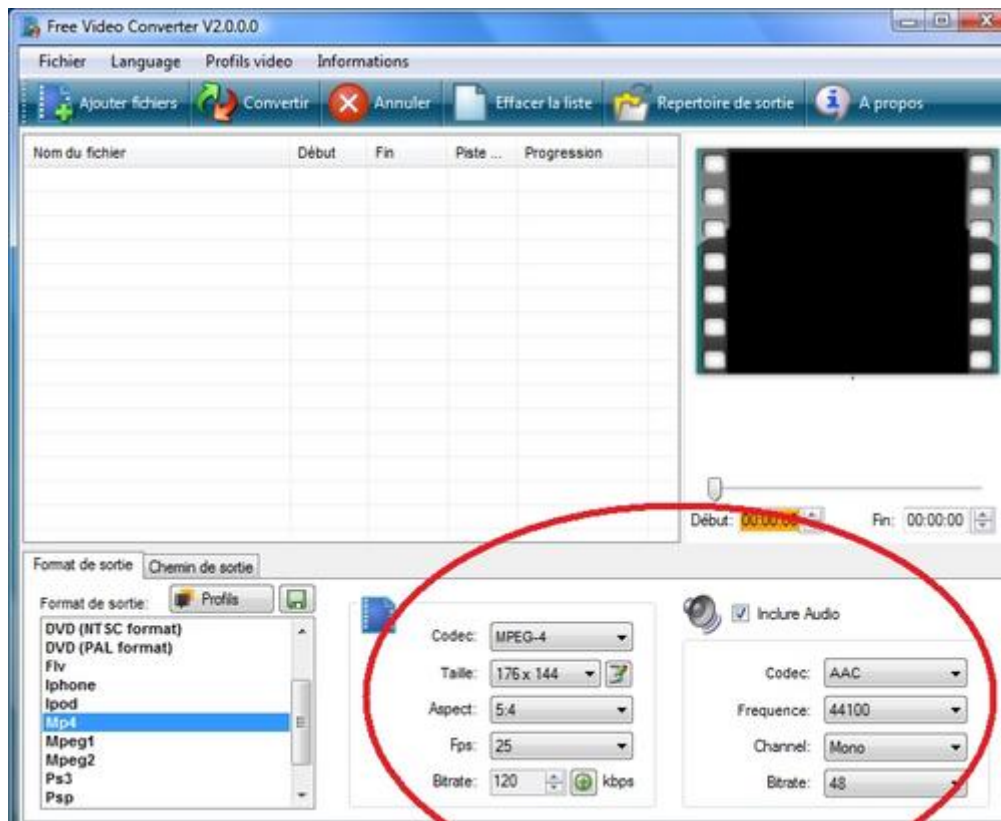 Free Video Converter V2.0.0.0
Fichier Language Profils video Informations
Ajouter fichiers Convertir Annuler Effacer la liste Repertoire de sortie A propos
Nom du fichier Début Fin Piste ... Progression
Début: 00:00:00 Fin: 00:00:00
Format de sortie Chemin de sortie
Format de sortie: Profils
DVD (NTSC format)
DVD (PAL format)
Flv
Iphone
Ipod
Mp4
Mpeg1
Mpeg2
Ps3
Psp
Codec: MPEG-4
Taille: 176 x 144
Aspect: 5:4
Fps: 25
Bitrate: 120 kbps
Inclure Audio
Codec: AAC
Frequence: 44100
Channel: Mono
Bitrate: 48